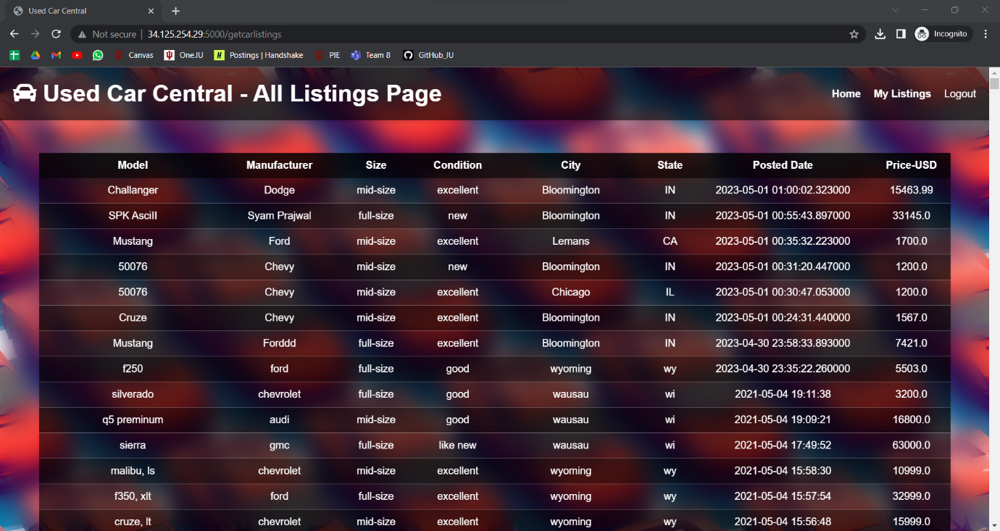 Used Car Central
Not secure | 34.125.254.29:5000/getcarlistings Incognito
Canvas One.IU Postings | Handshake PIE Team 8 GitHub_IU
Used Car Central - All Listings Page Home My Listings Logout
Model Manufacturer Size Condition City State Posted Date Price-USD
Challanger Dodge mid-size excellent Bloomington IN 2023-05-01 01:00:02.323000 15463.99
SPK AsciII Syam Prajwal full-size new Bloomington IN 2023-05-01 00:55:43.897000 33145.0
Mustang Ford mid-size excellent Lemans CA 2023-05-01 00:35:32.223000 1700.0
50076 Chevy mid-size new Bloomington IN 2023-05-01 00:31:20.447000 1200.0
50076 Chevy mid-size excellent Chicago IL 2023-05-01 00:30:47.053000 1200.0
Cruze Chevy mid-size excellent Bloomington IN 2023-05-01 00:24:31.440000 1567.0
Mustang Forddd full-size excellent Bloomington IN 2023-04-30 23:58:33.893000 7421.0
f250 ford full-size good wyoming wy 2023-04-30 23:35:22.260000 5503.0
silverado chevrolet full-size good wausau wi 2021-05-04 19:11:38 3200.0
q5 preminum audi mid-size good wausau wi 2021-05-04 19:09:21 16800.0
sierra gmc full-size like new wausau wi 2021-05-04 17:49:52 63000.0
malibu, ls chevrolet mid-size excellent wyoming wy 2021-05-04 15:58:30 10999.0
f350, xlt ford full-size excellent wyoming wy 2021-05-04 15:57:54 32999.0
cruze, lt chevrolet mid-size excellent wyoming wy 2021-05-04 15:56:48 15999.0